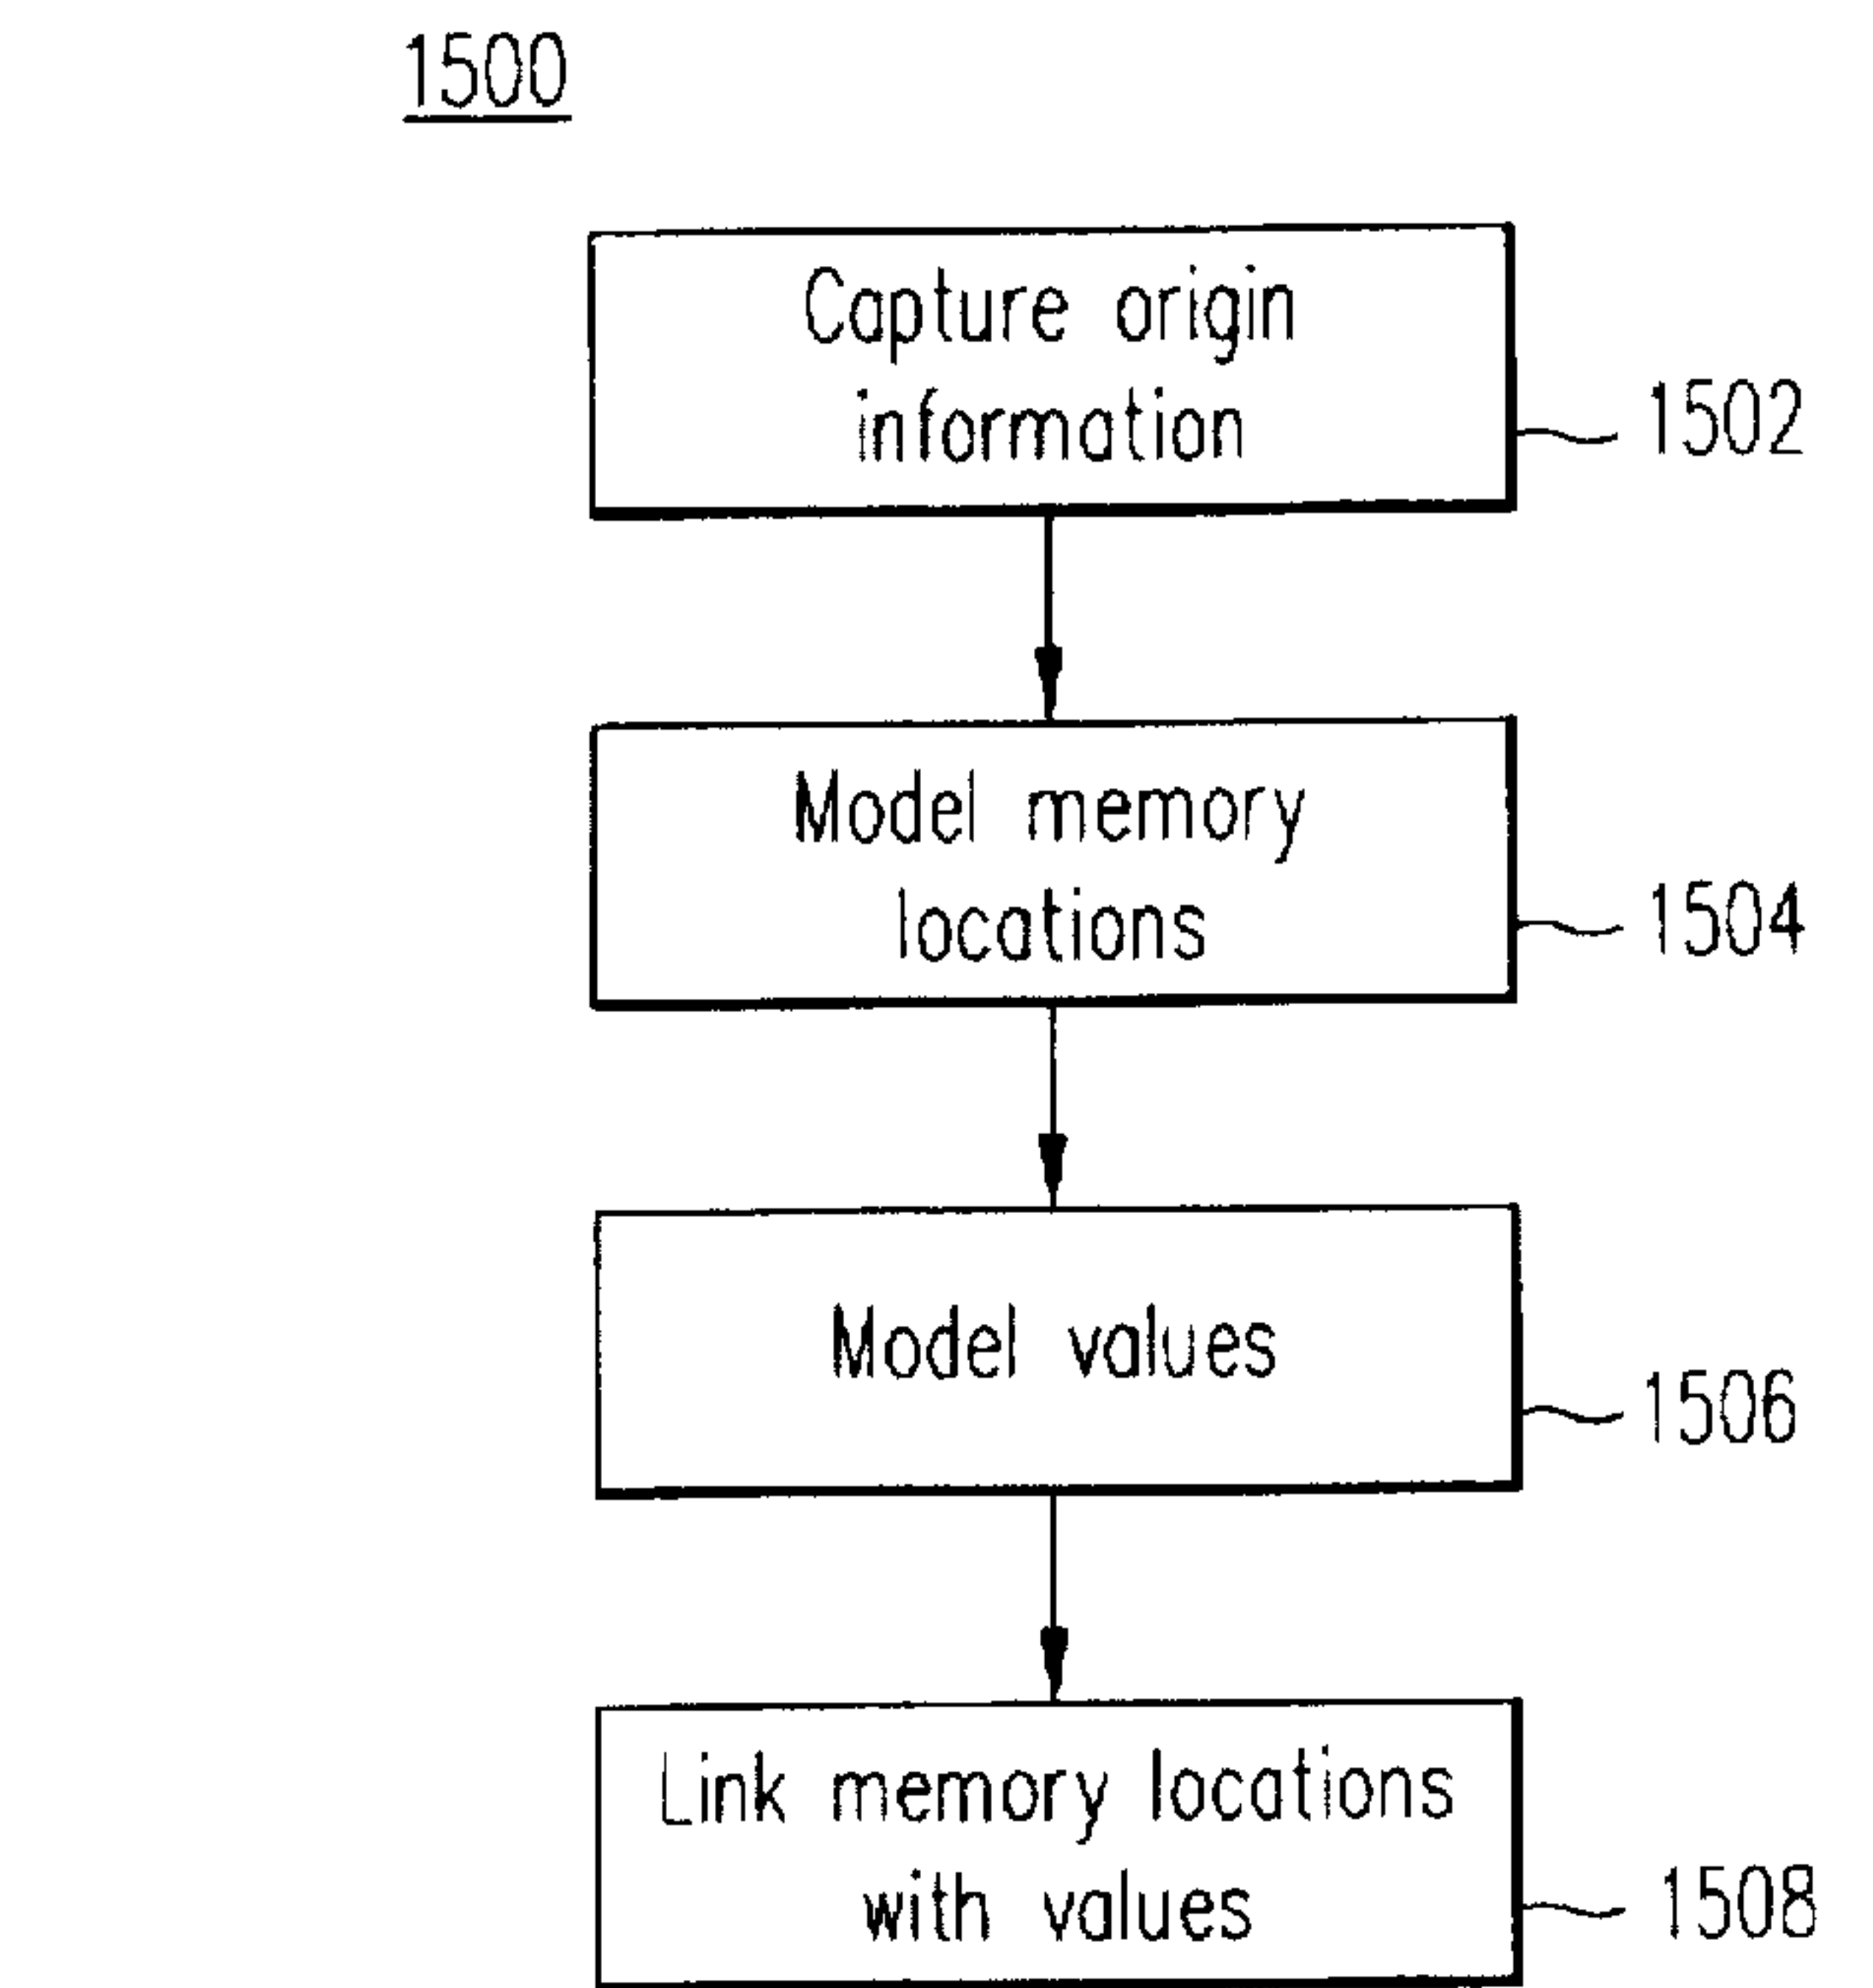 1500
Capture origin
information
1502
Model memory
locations
1504
Model values
1506
Link memory locations
with values
1508